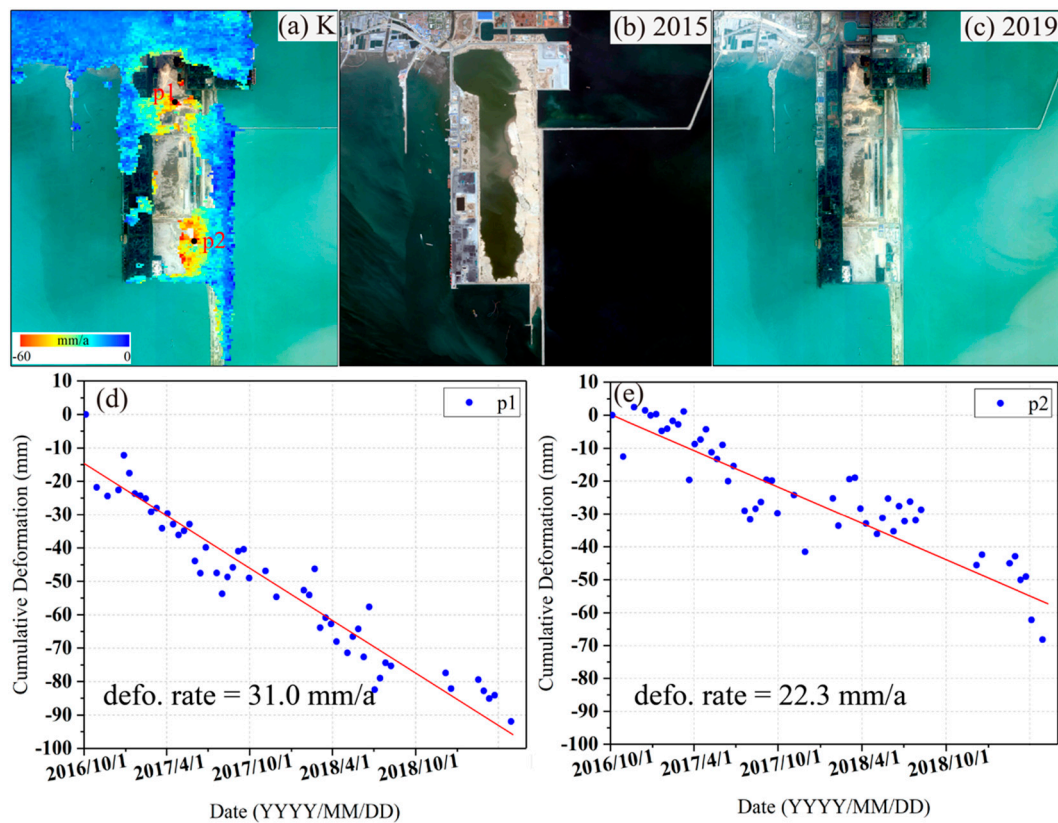 (a) K
(b) 2015
(c) 2019
p1
p2
mm/a
-60 0
(d)
p1
Cumulative Deformation (mm)
10
0
-10
-20
-30
-40
-50
-60
-70
-80
-90
-100
defo. rate = 31.0 mm/a
2016/10/1 2017/4/1 2017/10/1 2018/4/1 2018/10/1
Date (YYYY/MM/DD)
(e)
p2
Cumulative Deformation (mm)
10
0
-10
-20
-30
-40
-50
-60
-70
-80
-90
-100
defo. rate = 22.3 mm/a
2016/10/1 2017/4/1 2017/10/1 2018/4/1 2018/10/1
Date (YYYY/MM/DD)